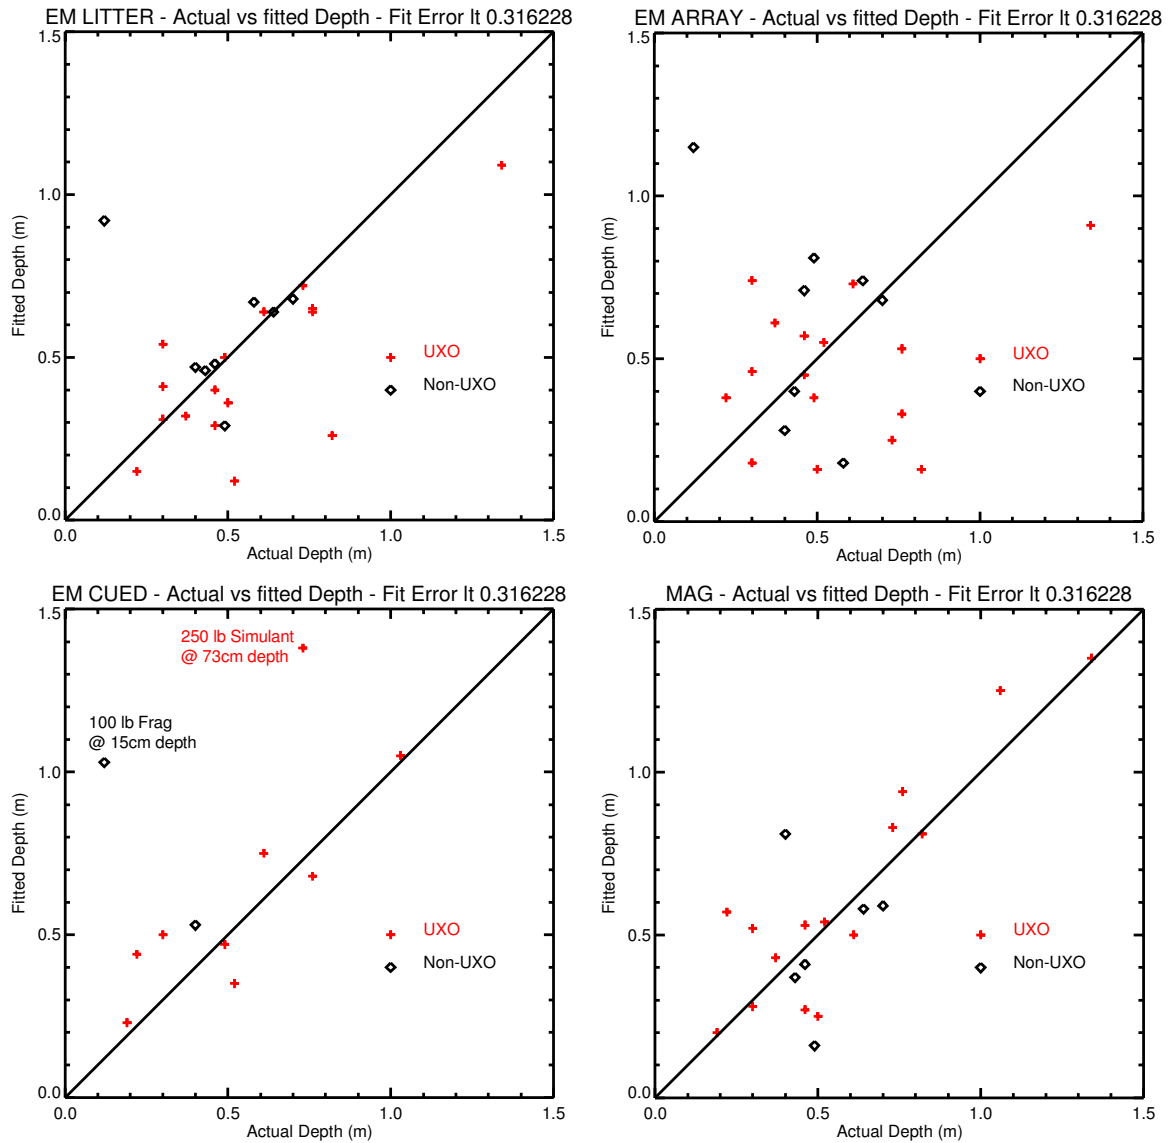 EM LITTER - Actual vs fitted Depth - Fit Error lt 0.316228
1.5
1.0
0.5
0.0
Fitted Depth (m)
UXO
Non-UXO
0.0 0.5 1.0 1.5
Actual Depth (m)
EM ARRAY - Actual vs fitted Depth - Fit Error lt 0.316228
1.5
1.0
0.5
0.0
Fitted Depth (m)
UXO
Non-UXO
0.0 0.5 1.0 1.5
Actual Depth (m)
EM CUED - Actual vs fitted Depth - Fit Error lt 0.316228
1.5
1.0
0.5
0.0
Fitted Depth (m)
250 lb Simulant
@ 73cm depth
100 lb Frag
@ 15cm depth
UXO
Non-UXO
0.0 0.5 1.0 1.5
Actual Depth (m)
MAG - Actual vs fitted Depth - Fit Error lt 0.316228
1.5
1.0
0.5
0.0
Fitted Depth (m)
UXO
Non-UXO
0.0 0.5 1.0 1.5
Actual Depth (m)